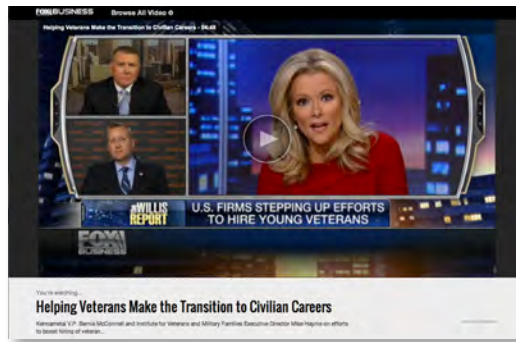 FOX BUSINESS Browse All Video
Helping Veterans Make the Transition to Civilian Careers - 04:48
WILLIS
REPORT
U.S. FIRMS STEPPING UP EFFORTS
TO HIRE YOUNG VETERANS
FOX
BUSINESS
You're watching...
Helping Veterans Make the Transition to Civilian Careers
Kennametal V.P. Bernie McConnell and Institute for Veterans and Military Families Executive Director Mike Haynie on efforts
to boost hiring of veteran...